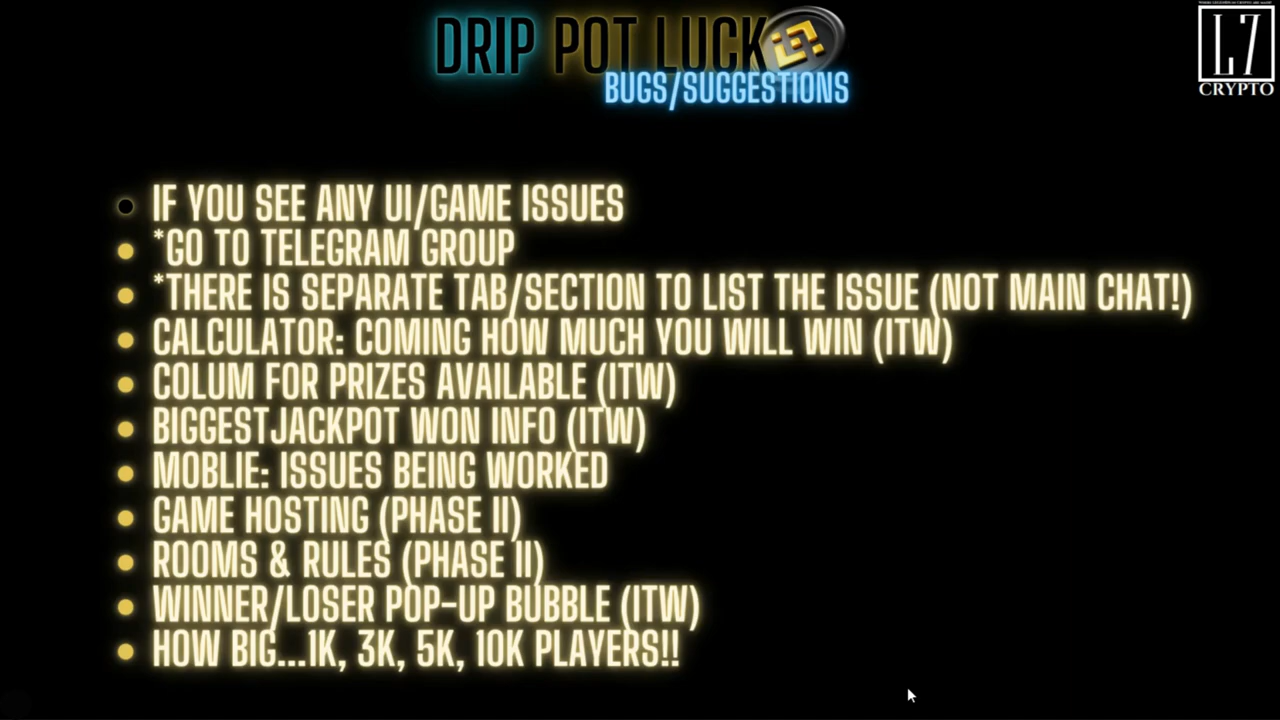 DRIP POT LUCK
BUGS/SUGGESTIONS
L7
CRYPTO
IF YOU SEE ANY UI/GAME ISSUES
*GO TO TELEGRAM GROUP
*THERE IS SEPARATE TAB/SECTION TO LIST THE ISSUE (NOT MAIN CHAT!)
CALCULATOR: COMING HOW MUCH YOU WILL WIN (ITW)
COLUM FOR PRIZES AVAILABLE (ITW)
BIGGESTJACKPOT WON INFO (ITW)
MOBLIE: ISSUES BEING WORKED
GAME HOSTING (PHASE II)
ROOMS & RULES (PHASE II)
WINNER/LOSER POP-UP BUBBLE (ITW)
HOW BIG...1K, 3K, 5K, 10K PLAYERS!!